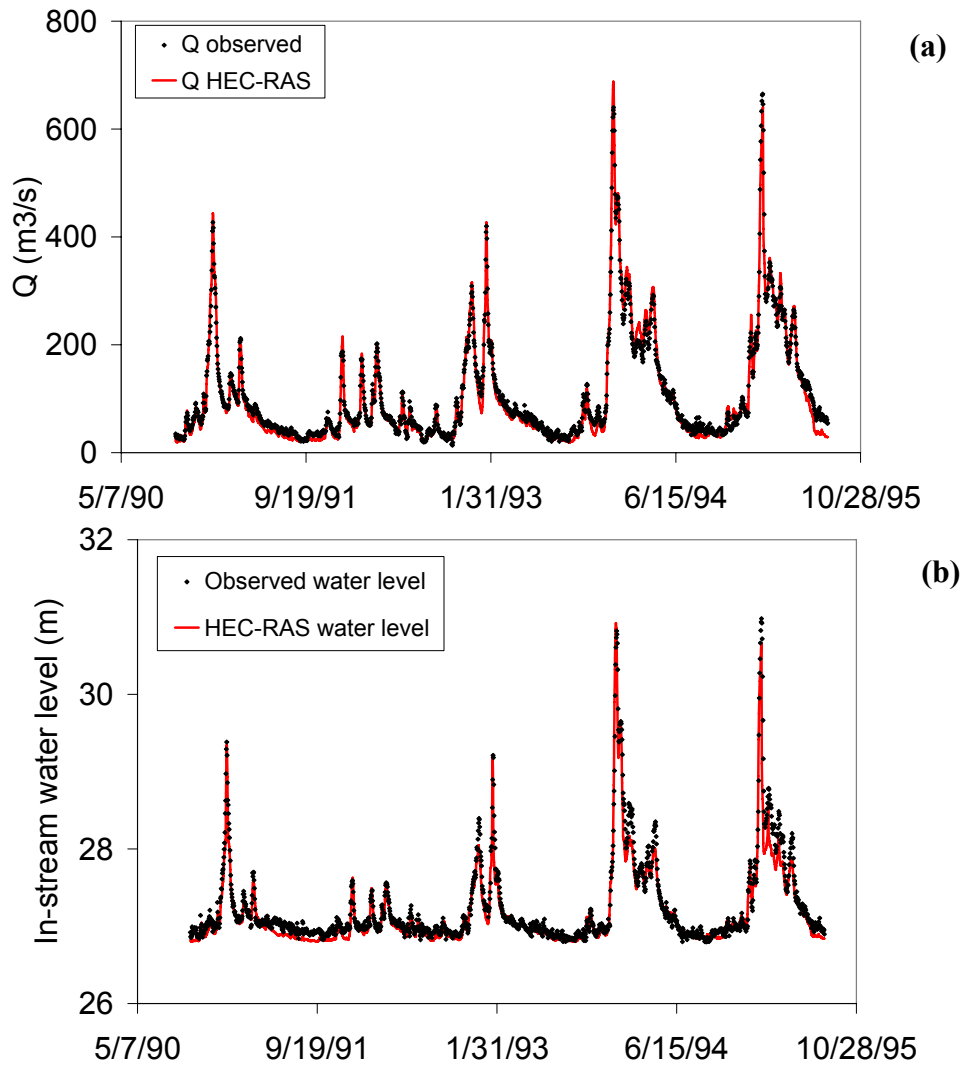 800
Q observed
Q HEC-RAS
(a)
600
400
200
0
Q (m3/s)
5/7/90 9/19/91 1/31/93 6/15/94 10/28/95
32
Observed water level
HEC-RAS water level
(b)
30
28
26
In-stream water level (m)
5/7/90 9/19/91 1/31/93 6/15/94 10/28/95